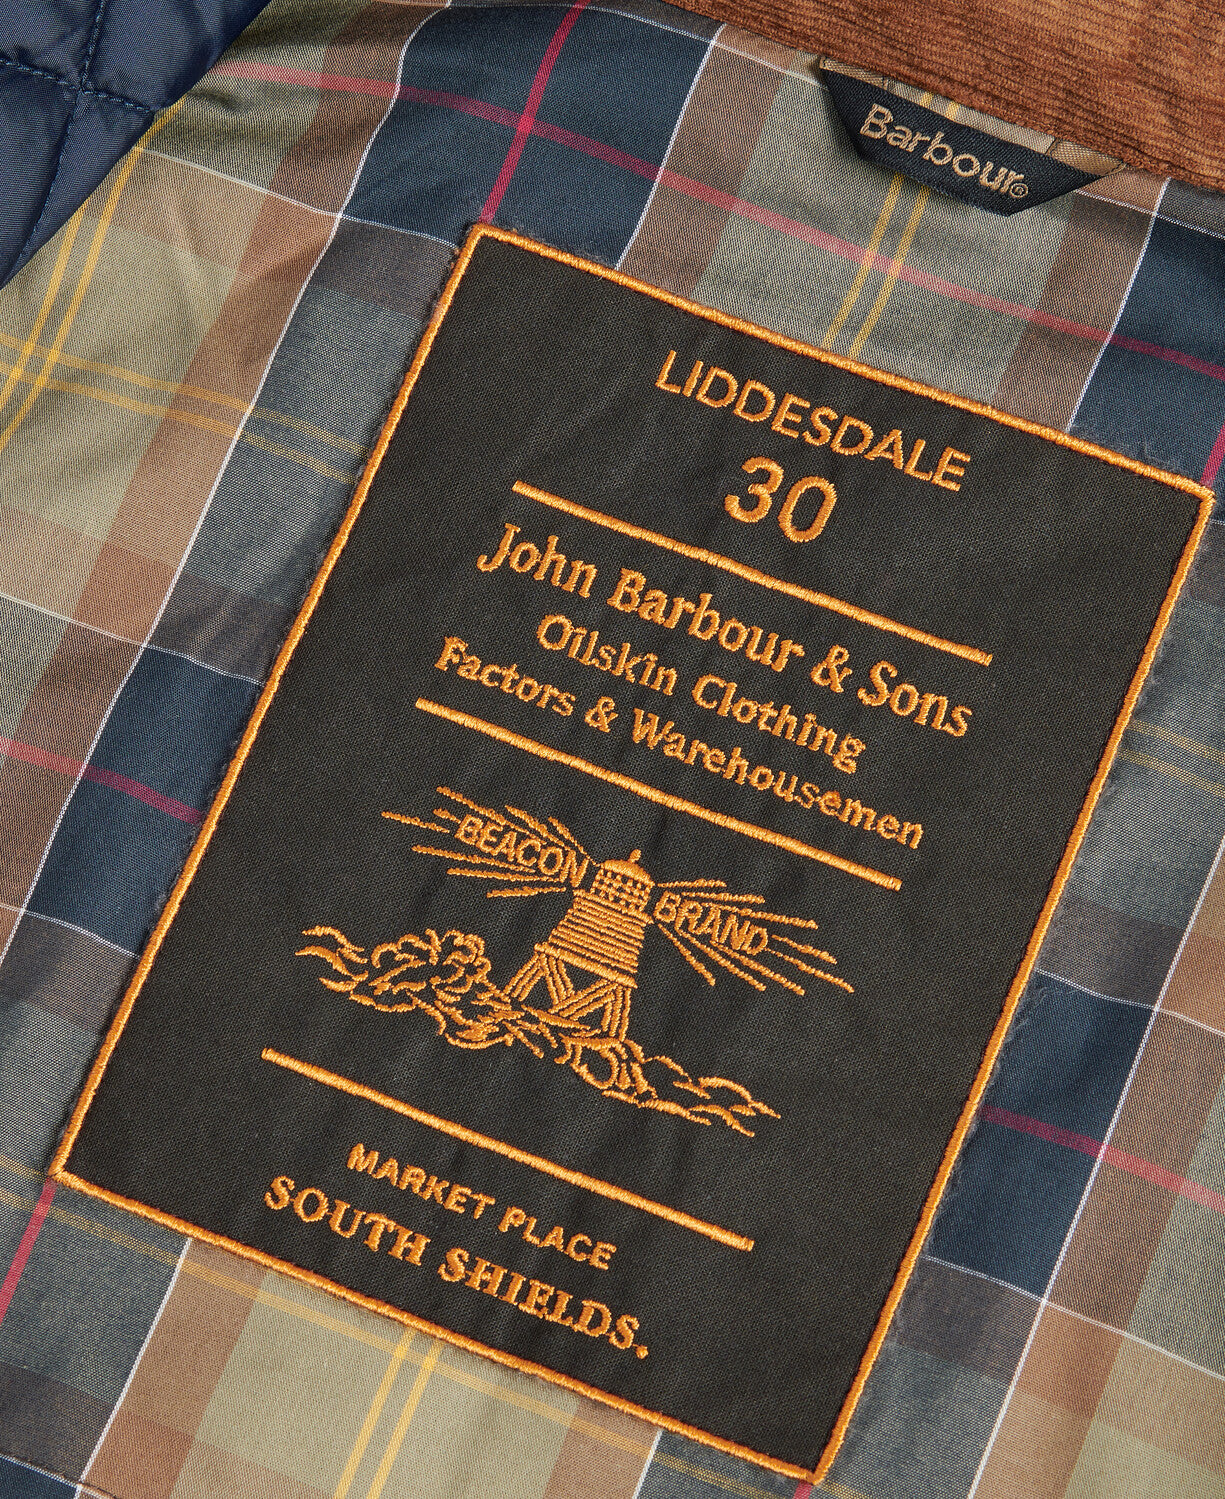 Barbour®
LIDDESDALE
30
John Barbour & Sons
Oilskin Clothing
Factors & Warehousemen
BEACON BRAND
MARKET PLACE
SOUTH SHIELDS.